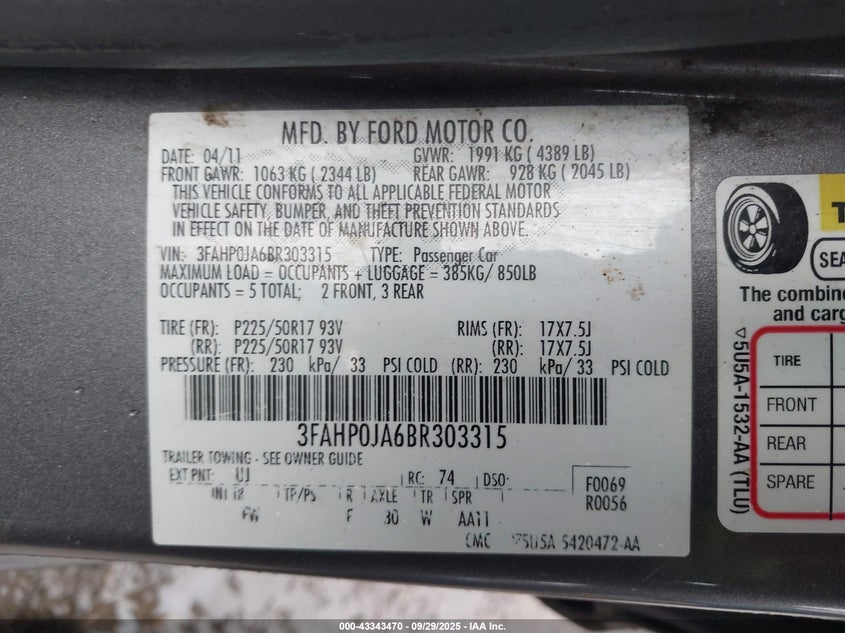 MFD. BY FORD MOTOR CO.
DATE: 04/11 GVWR: 1991 KG ( 4389 LB)
FRONT GAWR: 1063 KG ( 2344 LB) REAR GAWR: 928 KG ( 2045 LB)
THIS VEHICLE CONFORMS TO ALL APPLICABLE FEDERAL MOTOR
VEHICLE SAFETY, BUMPER, AND THEFT PREVENTION STANDARDS
IN EFFECT ON THE DATE OF MANUFACTURE SHOWN ABOVE.
VIN: 3FAHP0JA6BR303315 TYPE: Passenger Car
MAXIMUM LOAD = OCCUPANTS + LUGGAGE = 385KG/ 850LB
OCCUPANTS = 5 TOTAL; 2 FRONT, 3 REAR
TIRE (FR): P225/50R17 93V RIMS (FR): 17X7.5J
(RR): P225/50R17 93V (RR): 17X7.5J
PRESSURE (FR): 230 kPa/ 33 PSI COLD (RR): 230 kPa/ 33 PSI COLD
3FAHP0JA6BR303315
TRAILER TOWING - SEE OWNER GUIDE
EXT PNT: UJ RC: 74 DSO:
INT TR TP/PS R AXLE TR SPR
FW F 30 W AA11
F0069
R0056
CMC 5U5A 5420472-AA
SEA
The combine
and carg
TIRE
FRONT
REAR
SPARE
5U5A-1532-AA (TLU)
000-43343470 - 09/29/2025 - IAA Inc.